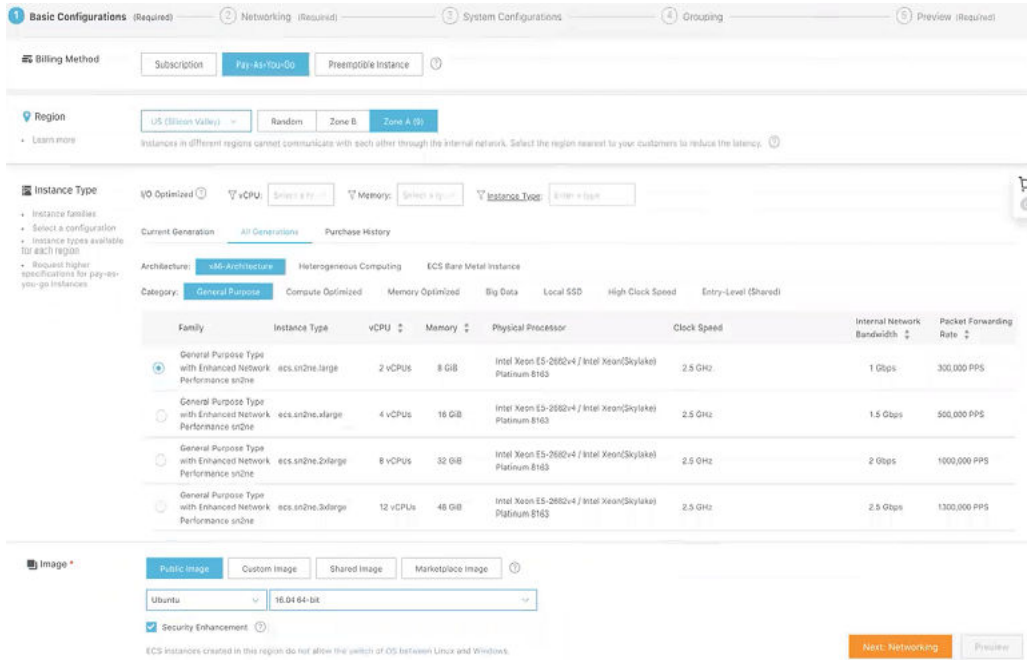 1 Basic Configurations (Required) 2 Networking (Required) 3 System Configurations 4 Grouping 5 Preview (Required)
Billing Method Subscription Pay-As-You-Go Preemptible Instance
Region US (Silicon Valley) Random Zone B Zone A (9)
Learn more Instances in different regions cannot communicate with each other through the internal network. Select the region nearest to your customers to reduce the latency.
Instance Type I/O Optimized vCPU: Select a Memory: Select a Instance Type: Enter a type
Instance families
Select a configuration
Instance types available
for each region
Request higher
specifications for pay-as-
you-go instances
Current Generation All Generations Purchase History
Architecture: x86-Architecture Heterogeneous Computing ECS Bare Metal Instance
Category: General Purpose Compute Optimized Memory Optimized Big Data Local SSD High Clock Speed Entry-Level (Shared)
Family Instance Type vCPU Memory Physical Processor Clock Speed Internal Network Bandwidth Packet Forwarding Rate
General Purpose Type
with Enhanced Network ecs.sn2ne.large 2 vCPUs 8 GiB Intel Xeon E5-2682v4 / Intel Xeon(Skylake) Platinum 8163 2.5 GHz 1 Gbps 300,000 PPS
Performance sn2ne
General Purpose Type
with Enhanced Network ecs.sn2ne.xlarge 4 vCPUs 16 GiB Intel Xeon E5-2682v4 / Intel Xeon(Skylake) Platinum 8163 2.5 GHz 1.5 Gbps 500,000 PPS
Performance sn2ne
General Purpose Type
with Enhanced Network ecs.sn2ne.2xlarge 8 vCPUs 32 GiB Intel Xeon E5-2682v4 / Intel Xeon(Skylake) Platinum 8163 2.5 GHz 2 Gbps 1000,000 PPS
Performance sn2ne
General Purpose Type
with Enhanced Network ecs.sn2ne.3xlarge 12 vCPUs 48 GiB Intel Xeon E5-2682v4 / Intel Xeon(Skylake) Platinum 8163 2.5 GHz 2.5 Gbps 1300,000 PPS
Performance sn2ne
Image * Public Image Custom Image Shared Image Marketplace Image
Ubuntu 16.04 64-bit
Security Enhancement
ECS instances created in this region do not allow the switch of OS between Linux and Windows.
Next: Networking Preview